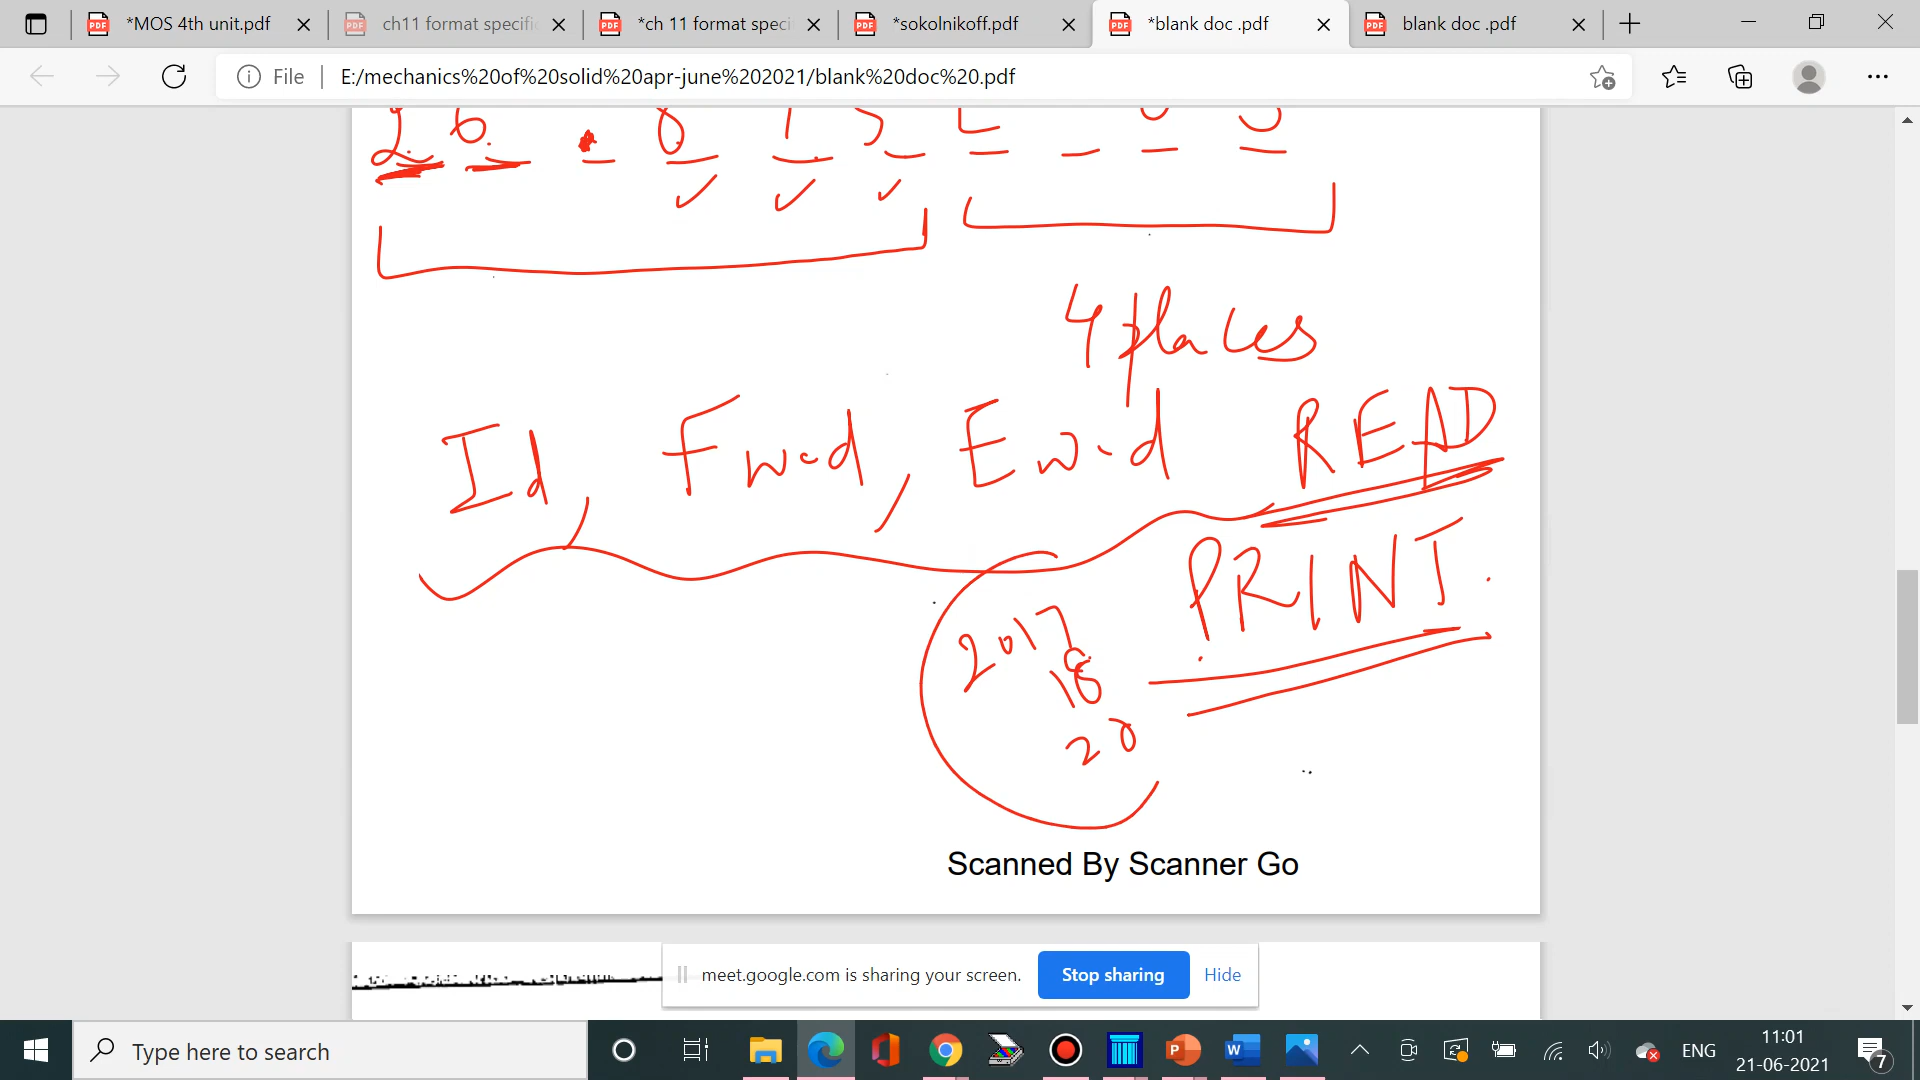 *MOS 4th unit.pdf ch11 format specific *ch 11 format speci *sokolnikoff.pdf *blank doc .pdf blank doc .pdf
File E:/mechanics%20of%20solid%20apr-june%202021/blank%20doc%20.pdf
4 places
Id, Fw.d, Ew.d READ
PRINT.
2017
18
20
Scanned By Scanner Go
meet.google.com is sharing your screen. Stop sharing Hide
Type here to search
ENG
11:01
21-06-2021
7